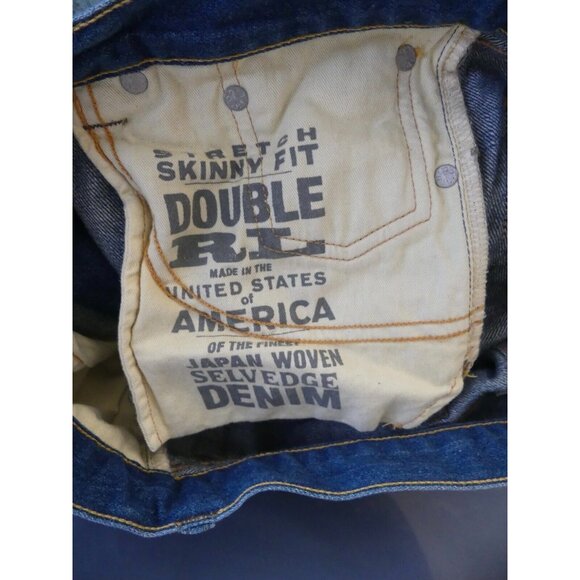 STRETCH
SKINNY FIT
DOUBLE
RL
MADE IN THE
UNITED STATES
of
AMERICA
OF THE FINEST
JAPAN WOVEN
SELVEDGE
DENIM